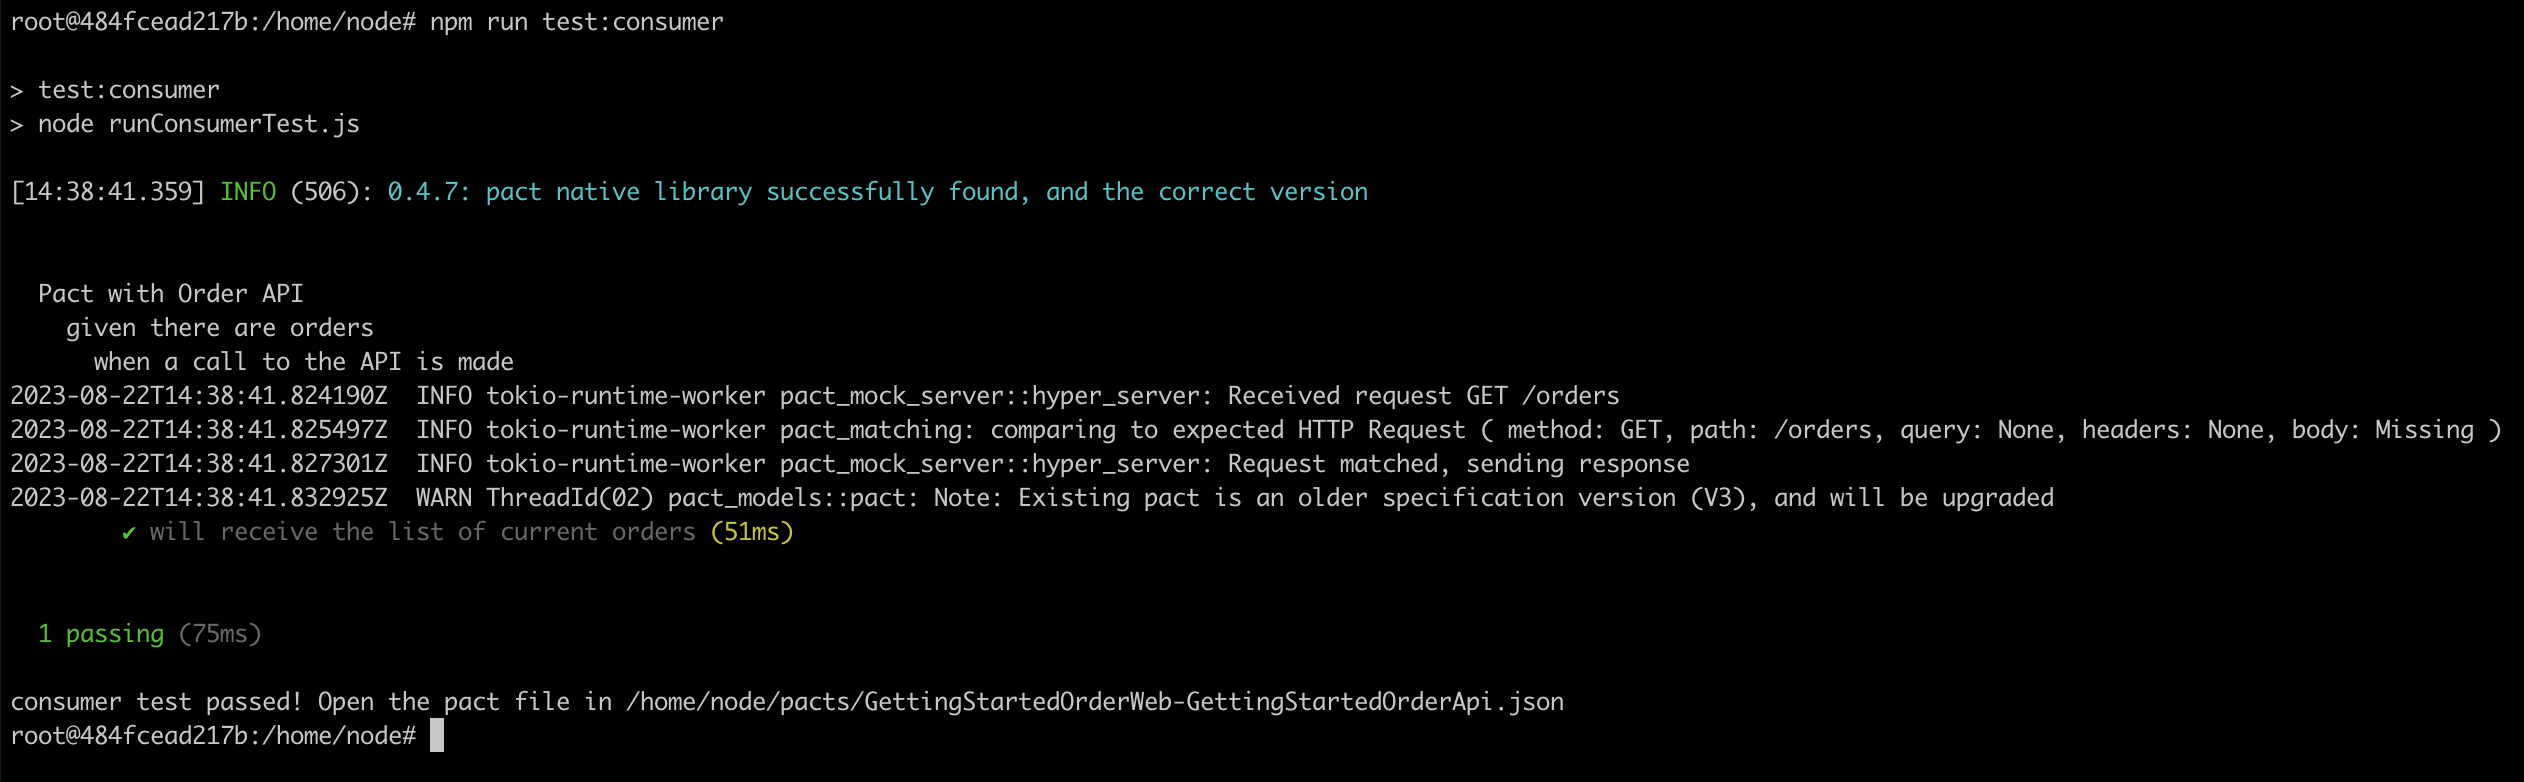 root@484fcead217b:/home/node# npm run test:consumer
> test:consumer
> node runConsumerTest.js
[14:38:41.359] INFO (506): 0.4.7: pact native library successfully found, and the correct version
Pact with Order API
given there are orders
when a call to the API is made
2023-08-22T14:38:41.824190Z  INFO tokio-runtime-worker pact_mock_server::hyper_server: Received request GET /orders
2023-08-22T14:38:41.825497Z  INFO tokio-runtime-worker pact_matching: comparing to expected HTTP Request ( method: GET, path: /orders, query: None, headers: None, body: Missing )
2023-08-22T14:38:41.827301Z  INFO tokio-runtime-worker pact_mock_server::hyper_server: Request matched, sending response
2023-08-22T14:38:41.832925Z  WARN ThreadId(02) pact_models::pact: Note: Existing pact is an older specification version (V3), and will be upgraded
✔ will receive the list of current orders (51ms)
1 passing (75ms)
consumer test passed! Open the pact file in /home/node/pacts/GettingStartedOrderWeb-GettingStartedOrderApi.json
root@484fcead217b:/home/node#